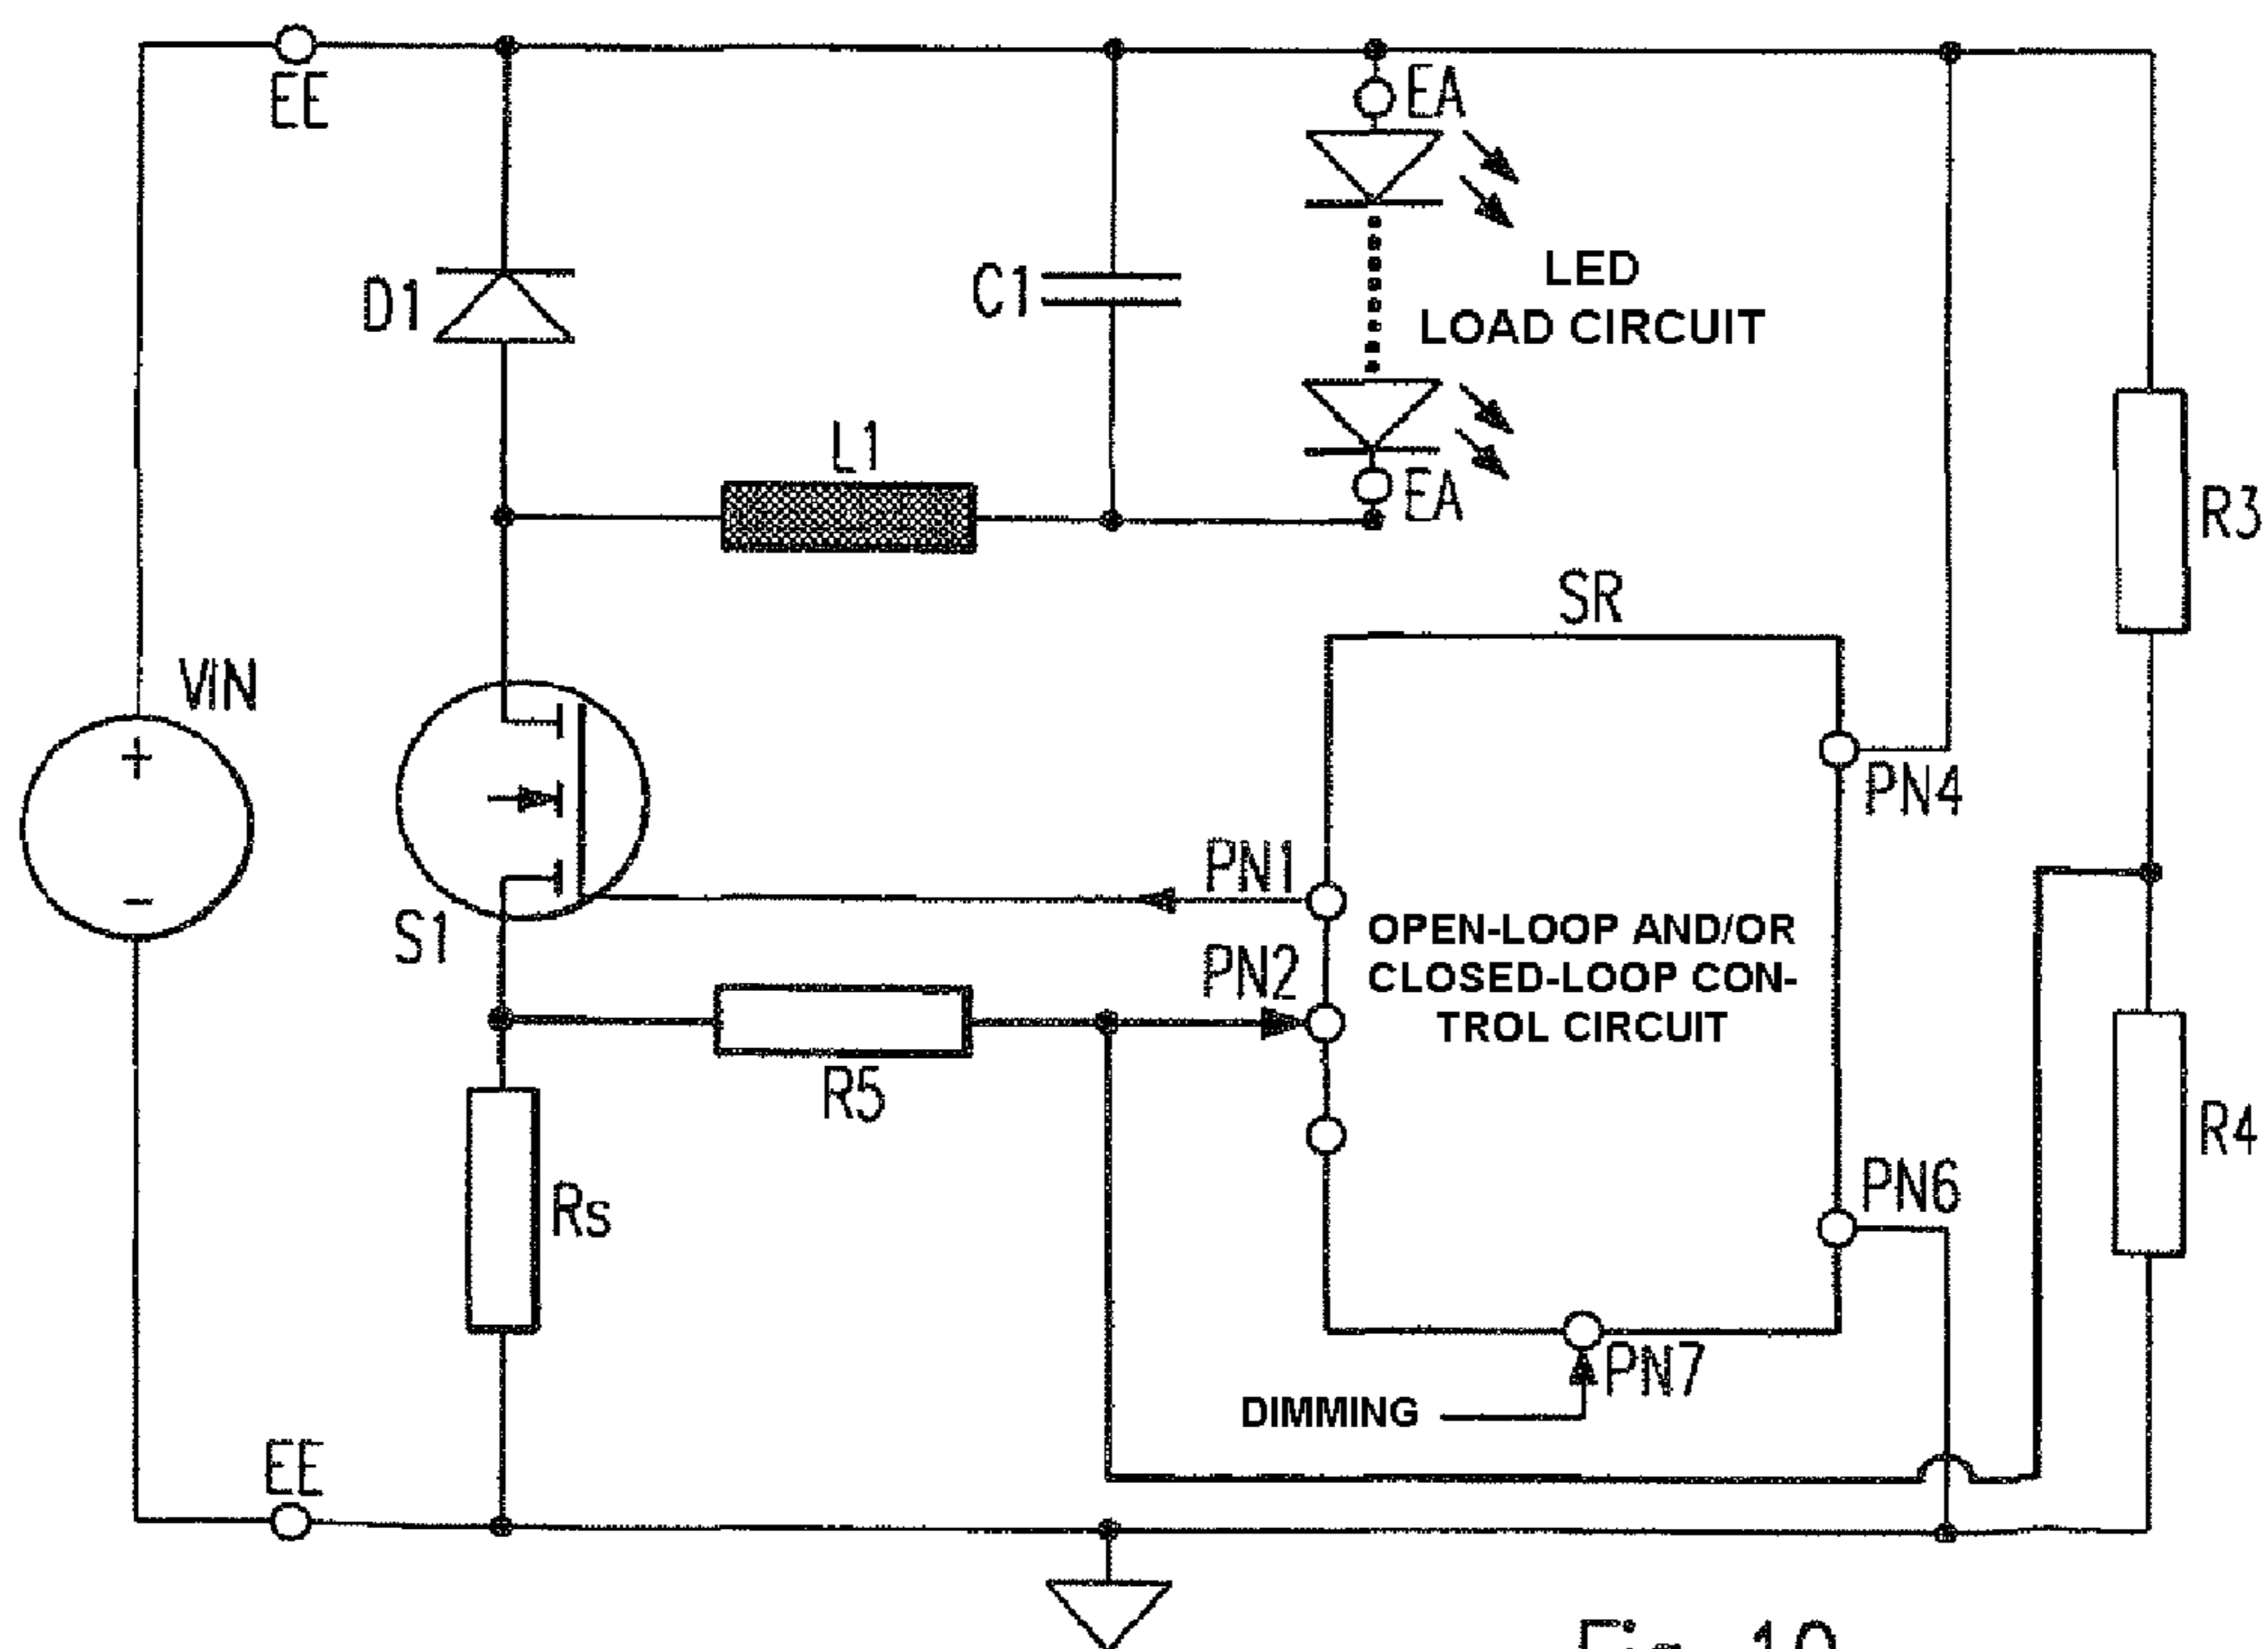 EE
EA
D1
C1
LED
LOAD CIRCUIT
L1
EA
R3
SR
VIN
+
PN4
PN1
S1
OPEN-LOOP AND/OR
CLOSED-LOOP CON-
TROL CIRCUIT
-
PN2
R5
R4
Rs
PN6
PN7
DIMMING
EE